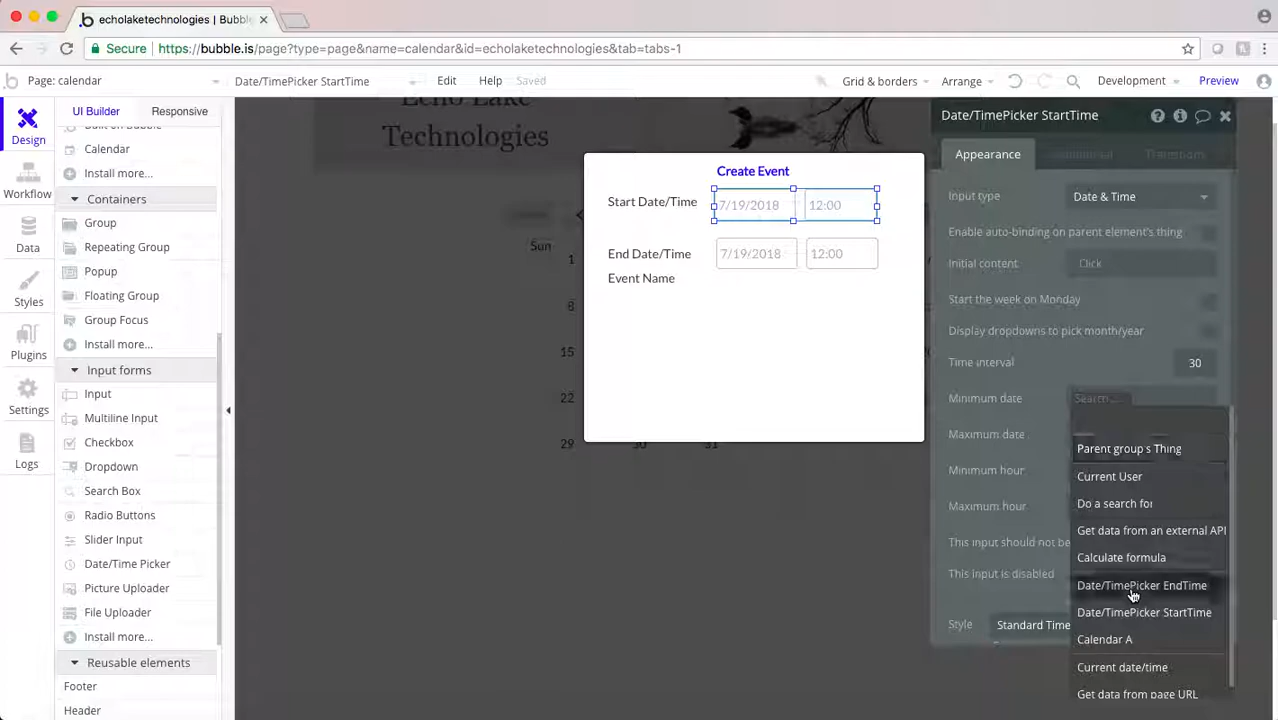 echolaketechnologies | Bubbl
Secure | https://bubble.is/page?type=page&name=calendar&id=echolaketechnologies&tab=tabs-1
Page: calendar
Date/TimePicker StartTime
Edit
Help
Saved
Grid & borders
Arrange
Development
Preview
Design
Workflow
Data
Styles
Plugins
Settings
Logs
UI Builder
Responsive
Built on Bubble
Calendar
Install more...
Containers
Group
Repeating Group
Popup
Floating Group
Group Focus
Install more...
Input forms
Input
Multiline Input
Checkbox
Dropdown
Search Box
Radio Buttons
Slider Input
Date/Time Picker
Picture Uploader
File Uploader
Install more...
Reusable elements
Footer
Header
Echo Lake
Technologies
Sun
1
8
15
22
29
30
31
Create Event
Start Date/Time
7/19/2018
12:00
End Date/Time
7/19/2018
12:00
Event Name
Date/TimePicker StartTime
Appearance
Conditional
Transitions
Input type
Date & Time
Enable auto-binding on parent element's thing
Initial content
Click
Start the week on Monday
Display dropdowns to pick month/year
Time interval
30
Minimum date
Search...
Maximum date
Minimum hour
Maximum hour
This input should not be
This input is disabled
Style
Standard Time
Parent group's Thing
Current User
Do a search for
Get data from an external API
Calculate formula
Date/TimePicker EndTime
Date/TimePicker StartTime
Calendar A
Current date/time
Get data from page URL